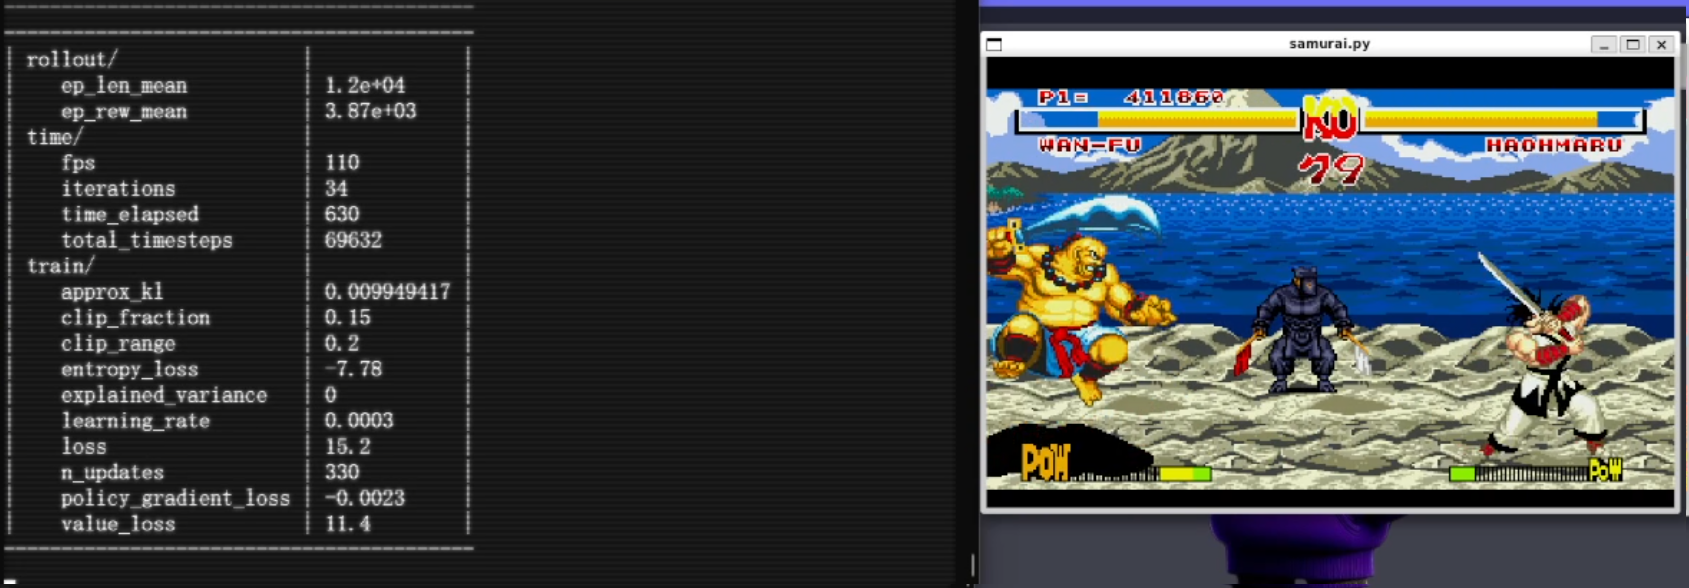 rollout/
ep_len_mean 1.2e+04
ep_rew_mean 3.87e+03
time/
fps 110
iterations 34
time_elapsed 630
total_timesteps 69632
train/
approx_kl 0.009949417
clip_fraction 0.15
clip_range 0.2
entropy_loss -7.78
explained_variance 0
learning_rate 0.0003
loss 15.2
n_updates 330
policy_gradient_loss -0.0023
value_loss 11.4
samurai.py
P1= 411860
KO
WAN-FU HAOHMARU
79
POW POW